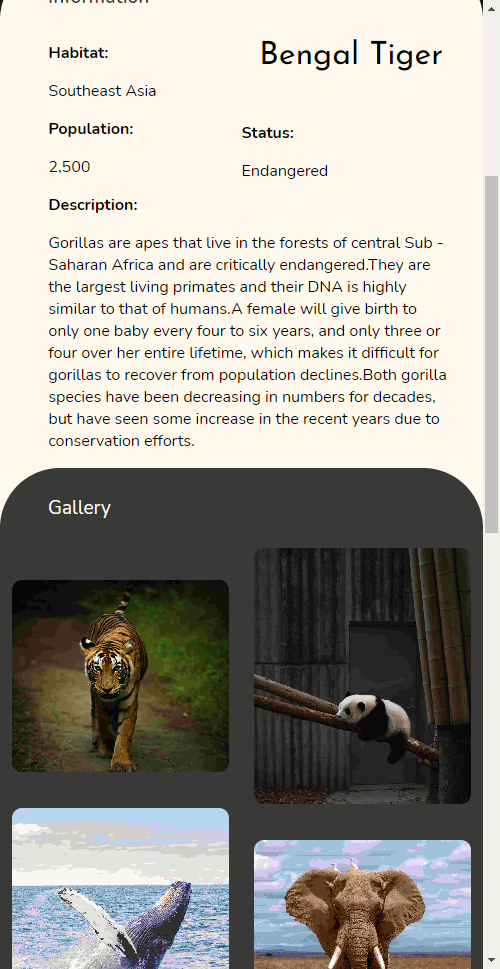 Information
Habitat:
Bengal Tiger
Southeast Asia
Population:
Status:
2,500
Endangered
Description:
Gorillas are apes that live in the forests of central Sub -
Saharan Africa and are critically endangered.They are
the largest living primates and their DNA is highly
similar to that of humans.A female will give birth to
only one baby every four to six years, and only three or
four over her entire lifetime, which makes it difficult for
gorillas to recover from population declines.Both gorilla
species have been decreasing in numbers for decades,
but have seen some increase in the recent years due to
conservation efforts.
Gallery